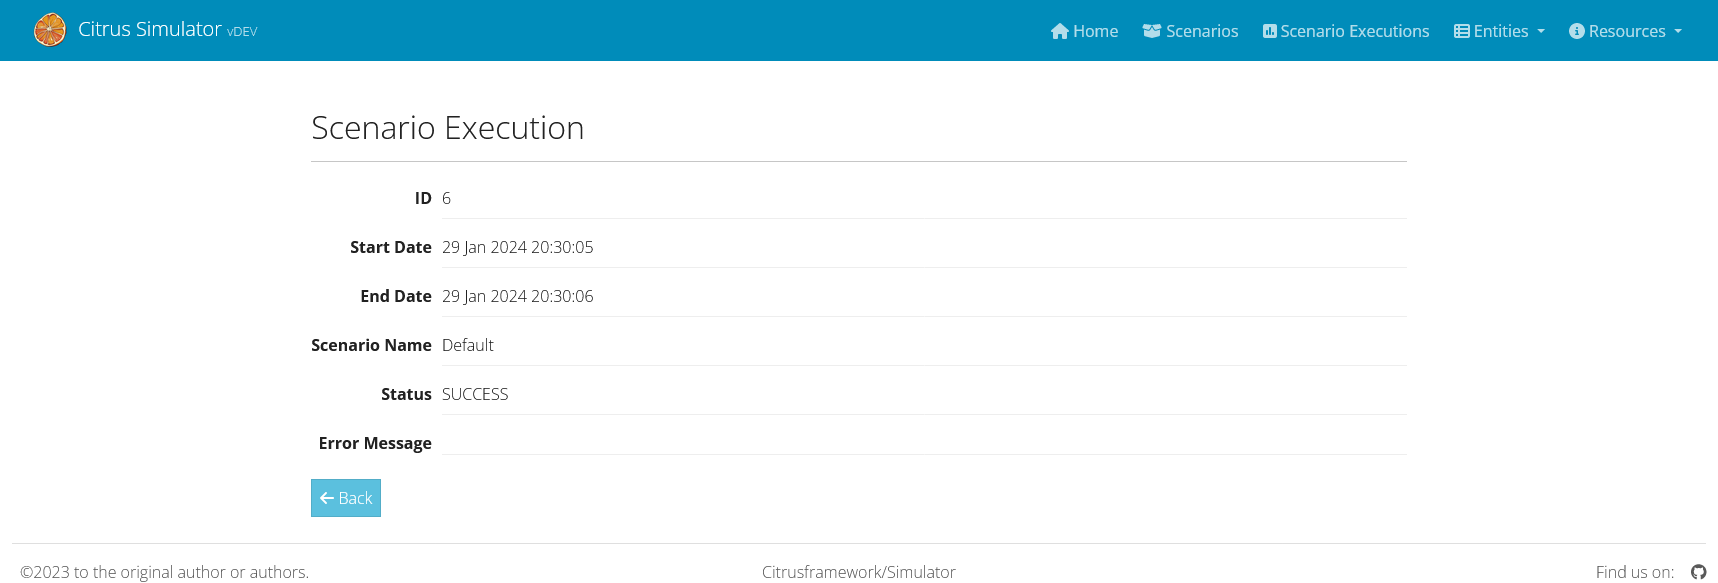 Citrus Simulator vDEV
Home Scenarios Scenario Executions Entities Resources
Scenario Execution
ID 6
Start Date 29 Jan 2024 20:30:05
End Date 29 Jan 2024 20:30:06
Scenario Name Default
Status SUCCESS
Error Message
Back
©2023 to the original author or authors. Citrusframework/Simulator Find us on: